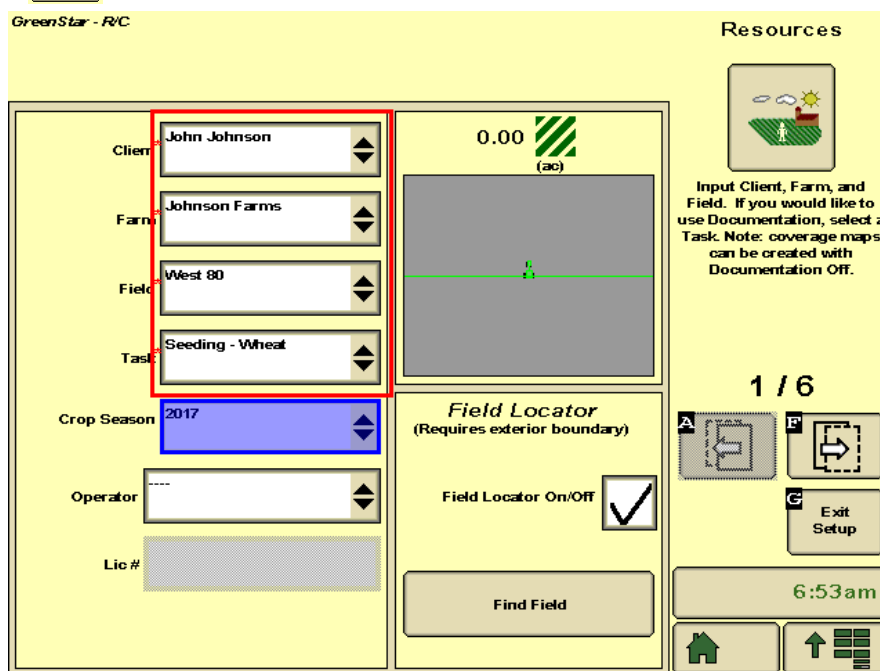 GreenStar - R/C
Resources
Client
John Johnson
Farm
Johnson Farms
Field
West 80
Task
Seeding - Wheat
Crop Season
2017
Operator
----
Lic #
0.00
(ac)
Field Locator
(Requires exterior boundary)
Field Locator On/Off
Find Field
Input Client, Farm, and
Field. If you would like to
use Documentation, select a
Task. Note: coverage maps
can be created with
Documentation Off.
1 / 6
A
F
G
Exit
Setup
6:53am